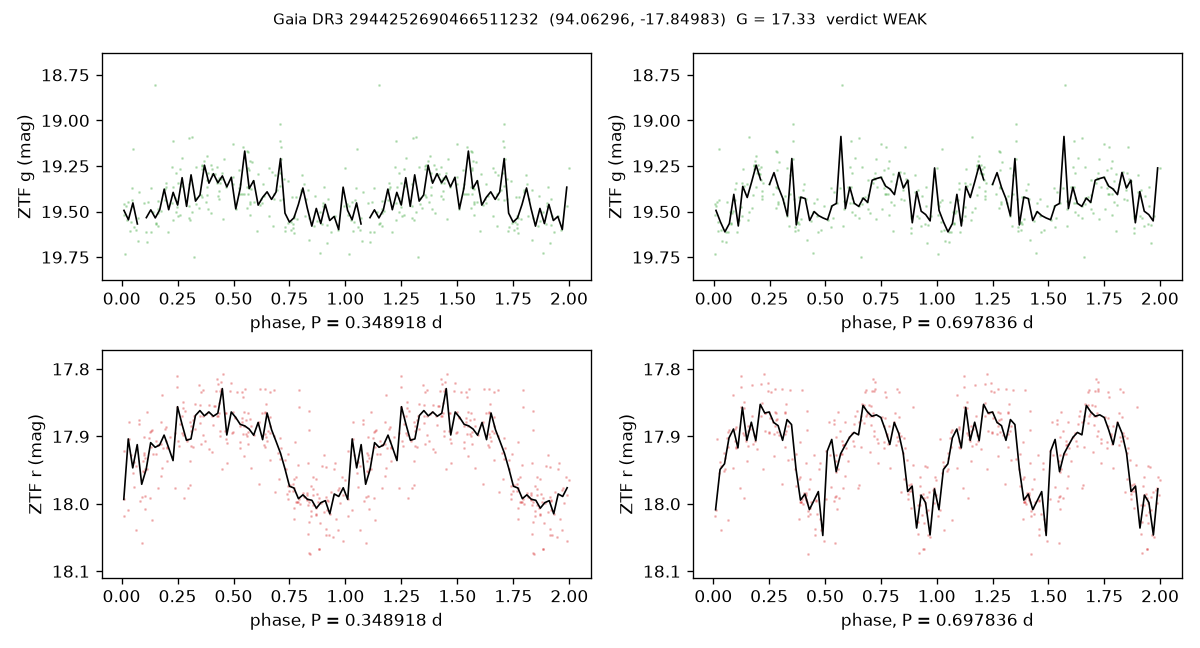 Gaia DR3 2944252690466511232 (94.06296, -17.84983) G = 17.33 verdict WEAK
ZTF g (mag)
18.75
19.00
19.25
19.50
19.75
0.00 0.25 0.50 0.75 1.00 1.25 1.50 1.75 2.00
phase, P = 0.348918 d
ZTF g (mag)
18.75
19.00
19.25
19.50
19.75
0.00 0.25 0.50 0.75 1.00 1.25 1.50 1.75 2.00
phase, P = 0.697836 d
ZTF r (mag)
17.8
17.9
18.0
18.1
0.00 0.25 0.50 0.75 1.00 1.25 1.50 1.75 2.00
phase, P = 0.348918 d
ZTF r (mag)
17.8
17.9
18.0
18.1
0.00 0.25 0.50 0.75 1.00 1.25 1.50 1.75 2.00
phase, P = 0.697836 d